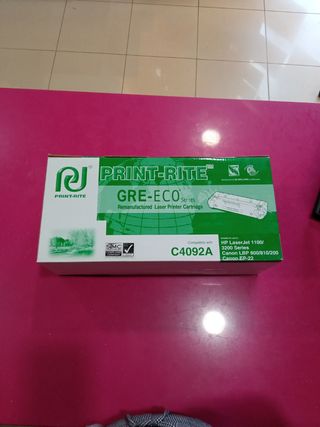 PRINT-RITE
PRINT-RITE
GRE-ECO Series
Remanufactured Laser Printer Cartridge
Compatible with
C4092A
HP LaserJet 1100/
3200 Series
Canon LBP 800/810/200
Canon EP-22